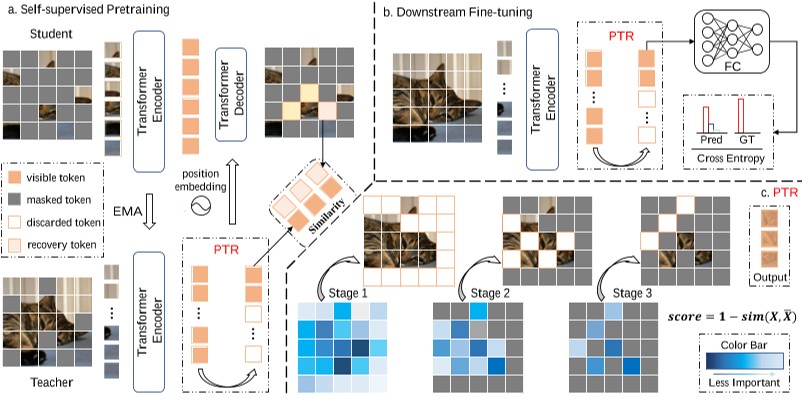 a. Self-supervised Pretraining
Student
Transformer
Encoder
Transformer
Decoder
visible token
masked token
discarded token
recovery token
EMA
position
embedding
Similarity
PTR
Transformer
Encoder
Teacher
b. Downstream Fine-tuning
Transformer
Encoder
PTR
FC
Pred
GT
Cross Entropy
c. PTR
Output
Stage 1
Stage 2
Stage 3
score = 1 − sim(X, X̄)
Color Bar
Less Important